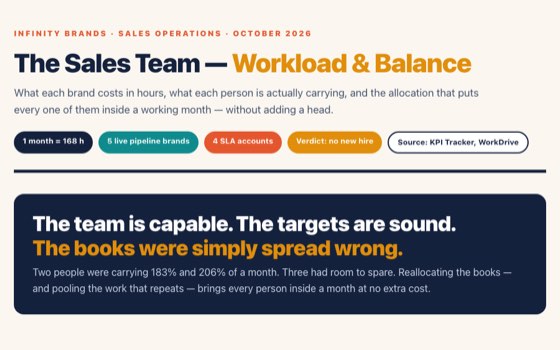 INFINITY BRANDS · SALES OPERATIONS · OCTOBER 2026
The Sales Team — Workload & Balance
What each brand costs in hours, what each person is actually carrying, and the allocation that puts
every one of them inside a working month — without adding a head.
1 month = 168 h
5 live pipeline brands
4 SLA accounts
Verdict: no new hire
Source: KPI Tracker, WorkDrive
The team is capable. The targets are sound.
The books were simply spread wrong.
Two people were carrying 183% and 206% of a month. Three had room to spare. Reallocating the books —
and pooling the work that repeats — brings every person inside a month at no extra cost.